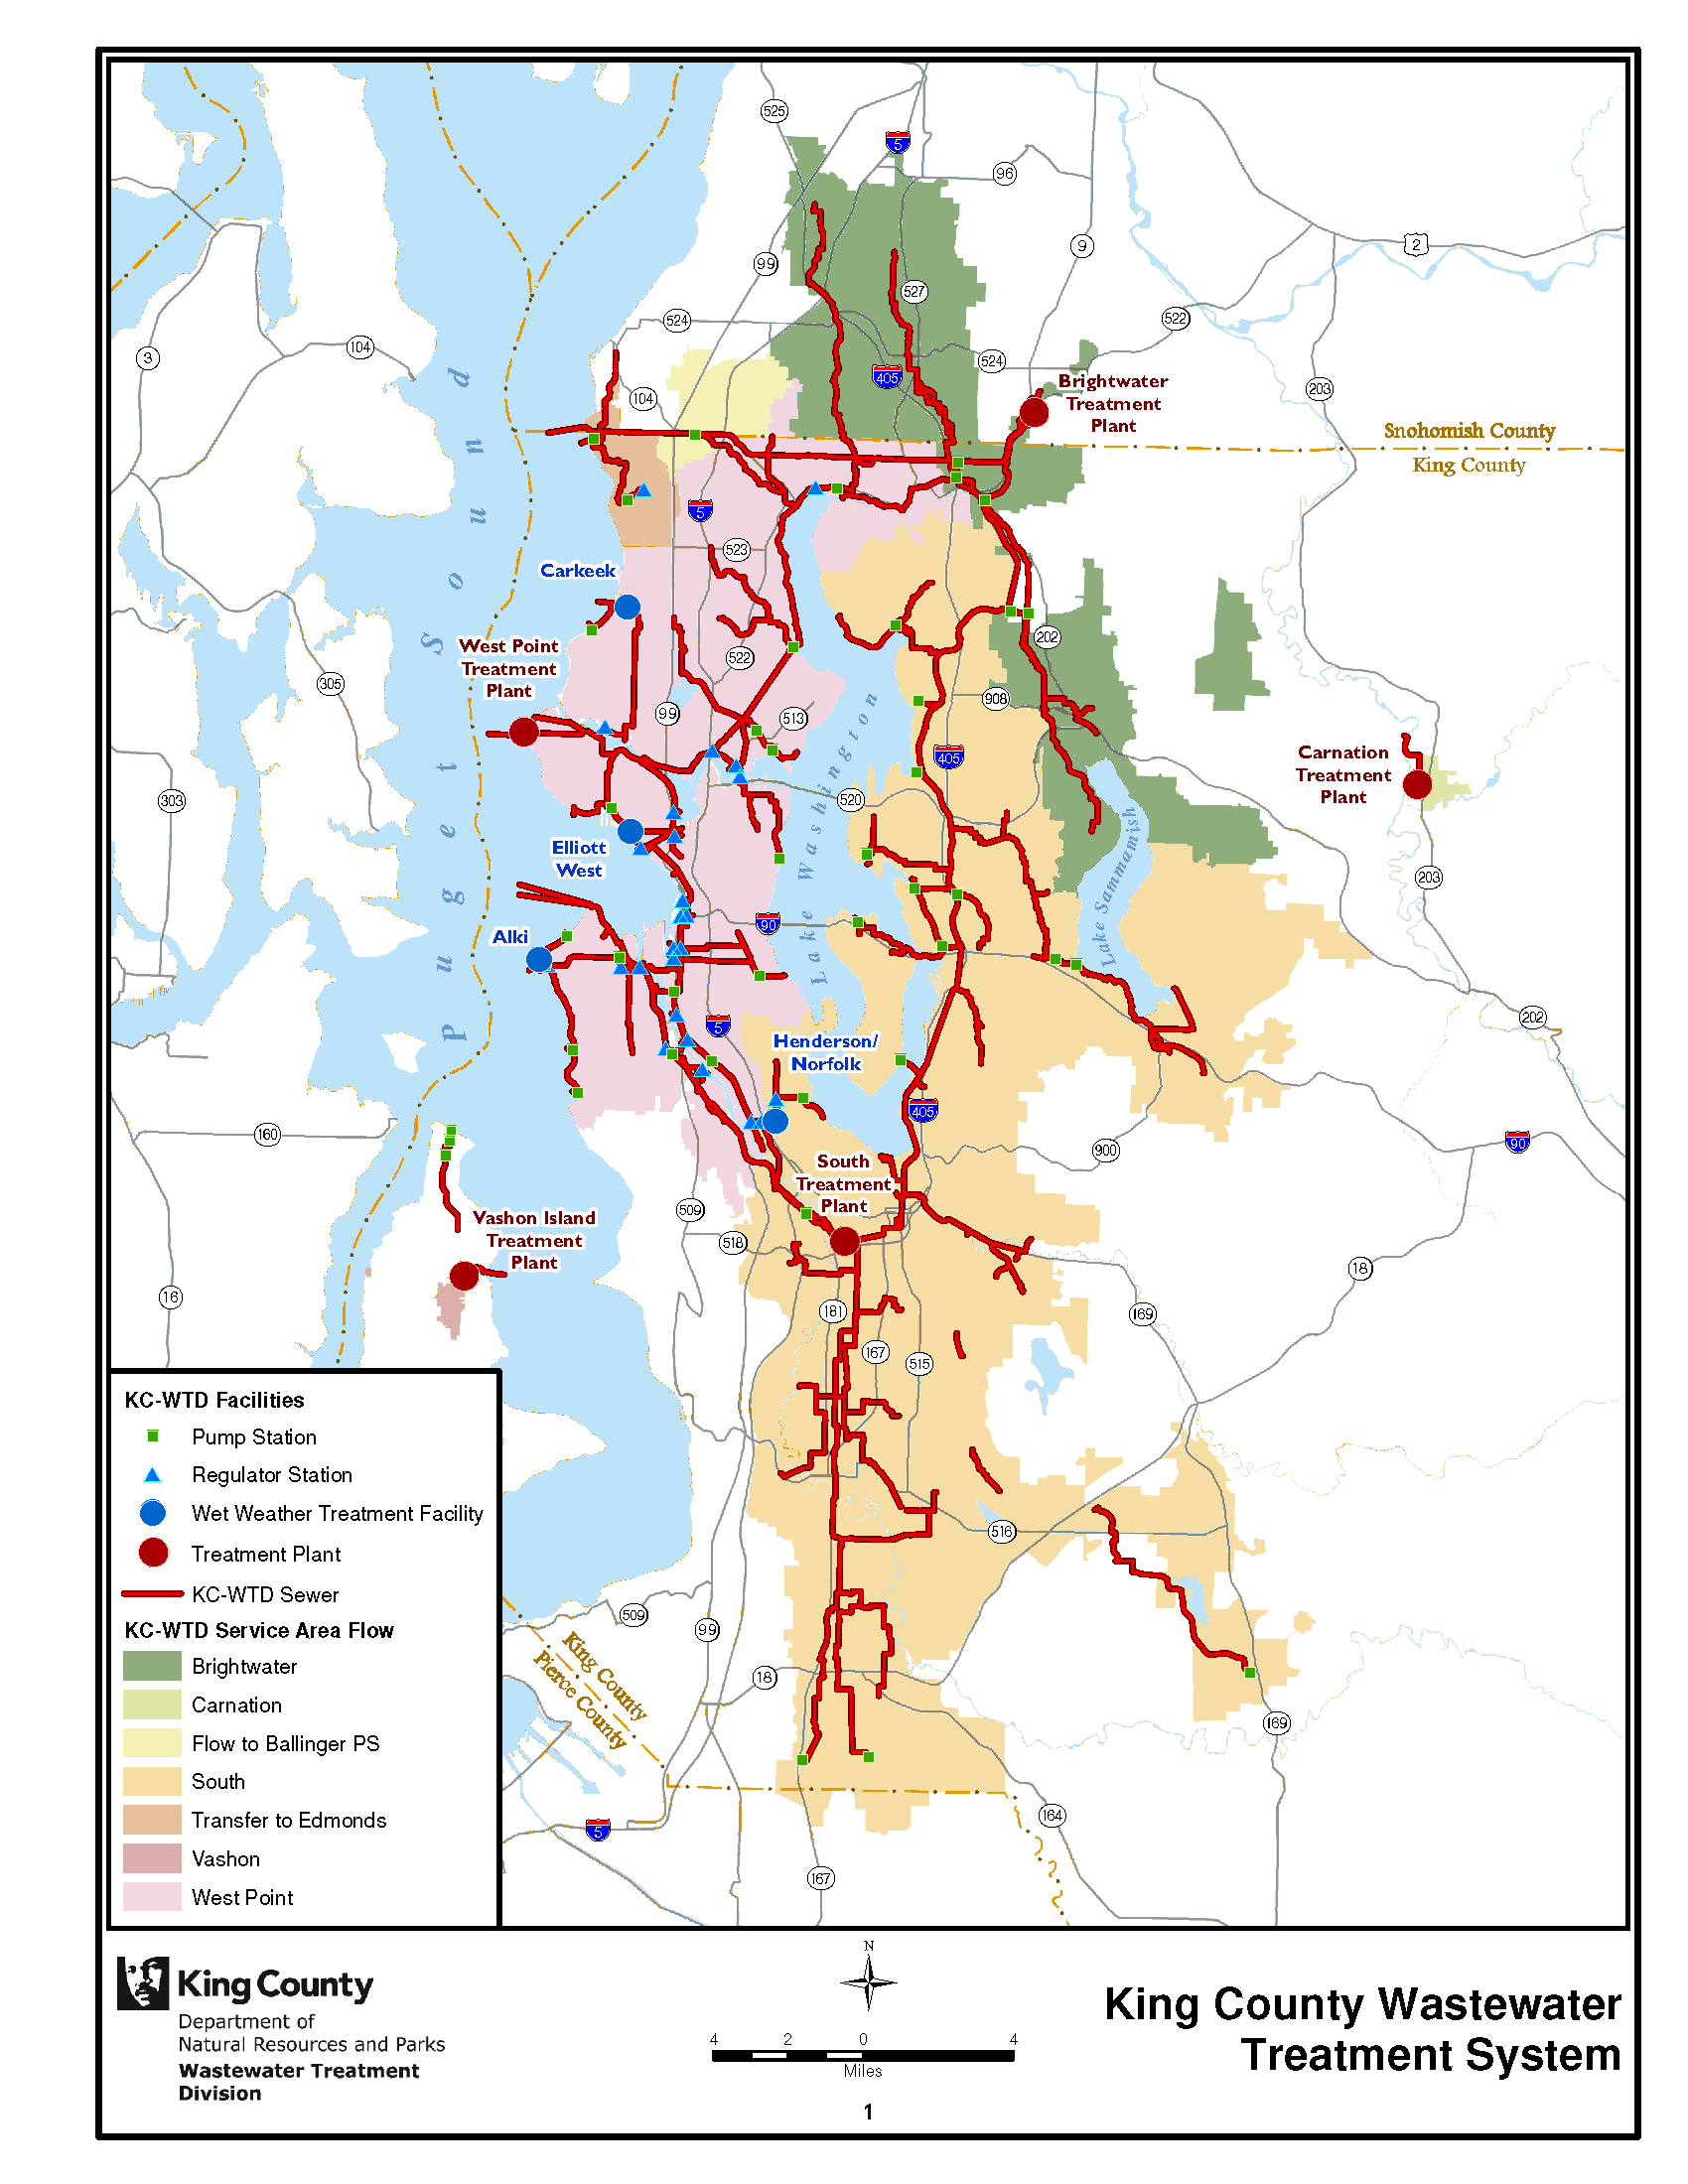 525
5
96
9
2
99
527
522
524
3
104
524
405
203
104
Brightwater
Treatment
Plant
Snohomish County
King County
5
523
Carkeek
West Point
Treatment
Plant
522
202
305
99
513
908
405
Carnation
Treatment
Plant
Puget Sound
Lake Washington
303
520
Elliott
West
Lake Sammamish
203
90
Alki
5
202
Henderson/
Norfolk
405
160
90
900
South
Treatment
Plant
509
Vashon Island
Treatment
Plant
518
18
16
181
169
167
515
KC-WTD Facilities
Pump Station
Regulator Station
Wet Weather Treatment Facility
Treatment Plant
KC-WTD Sewer
KC-WTD Service Area Flow
Brightwater
Carnation
Flow to Ballinger PS
South
Transfer to Edmonds
Vashon
West Point
516
509
99
King County
Pierce County
18
169
164
5
167
King County
Department of
Natural Resources and Parks
Wastewater Treatment
Division
N
4 2 0 4
Miles
King County Wastewater
Treatment System
1